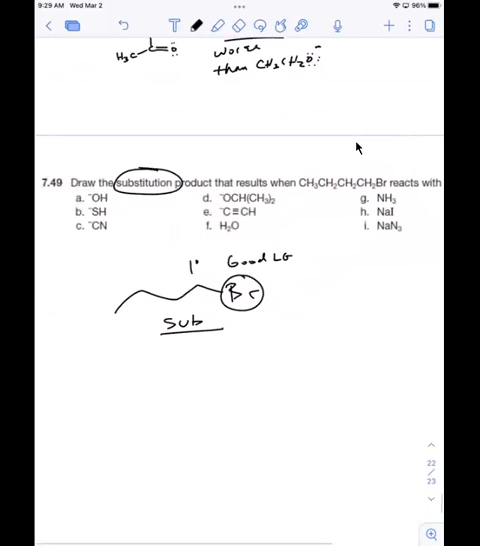 9:29 AM Wed Mar 2
96%
H₃C–C=Ö:
worse
than CH₃CH₂Ö:⁻
7.49 Draw the substitution product that results when CH₃CH₂CH₂CH₂Br reacts with
a. ⁻OH d. ⁻OCH(CH₃)₂ g. NH₃
b. ⁻SH e. ⁻C≡CH h. NaI
c. ⁻CN f. H₂O i. NaN₃
1° Good LG
Br
Sub
22
/
23